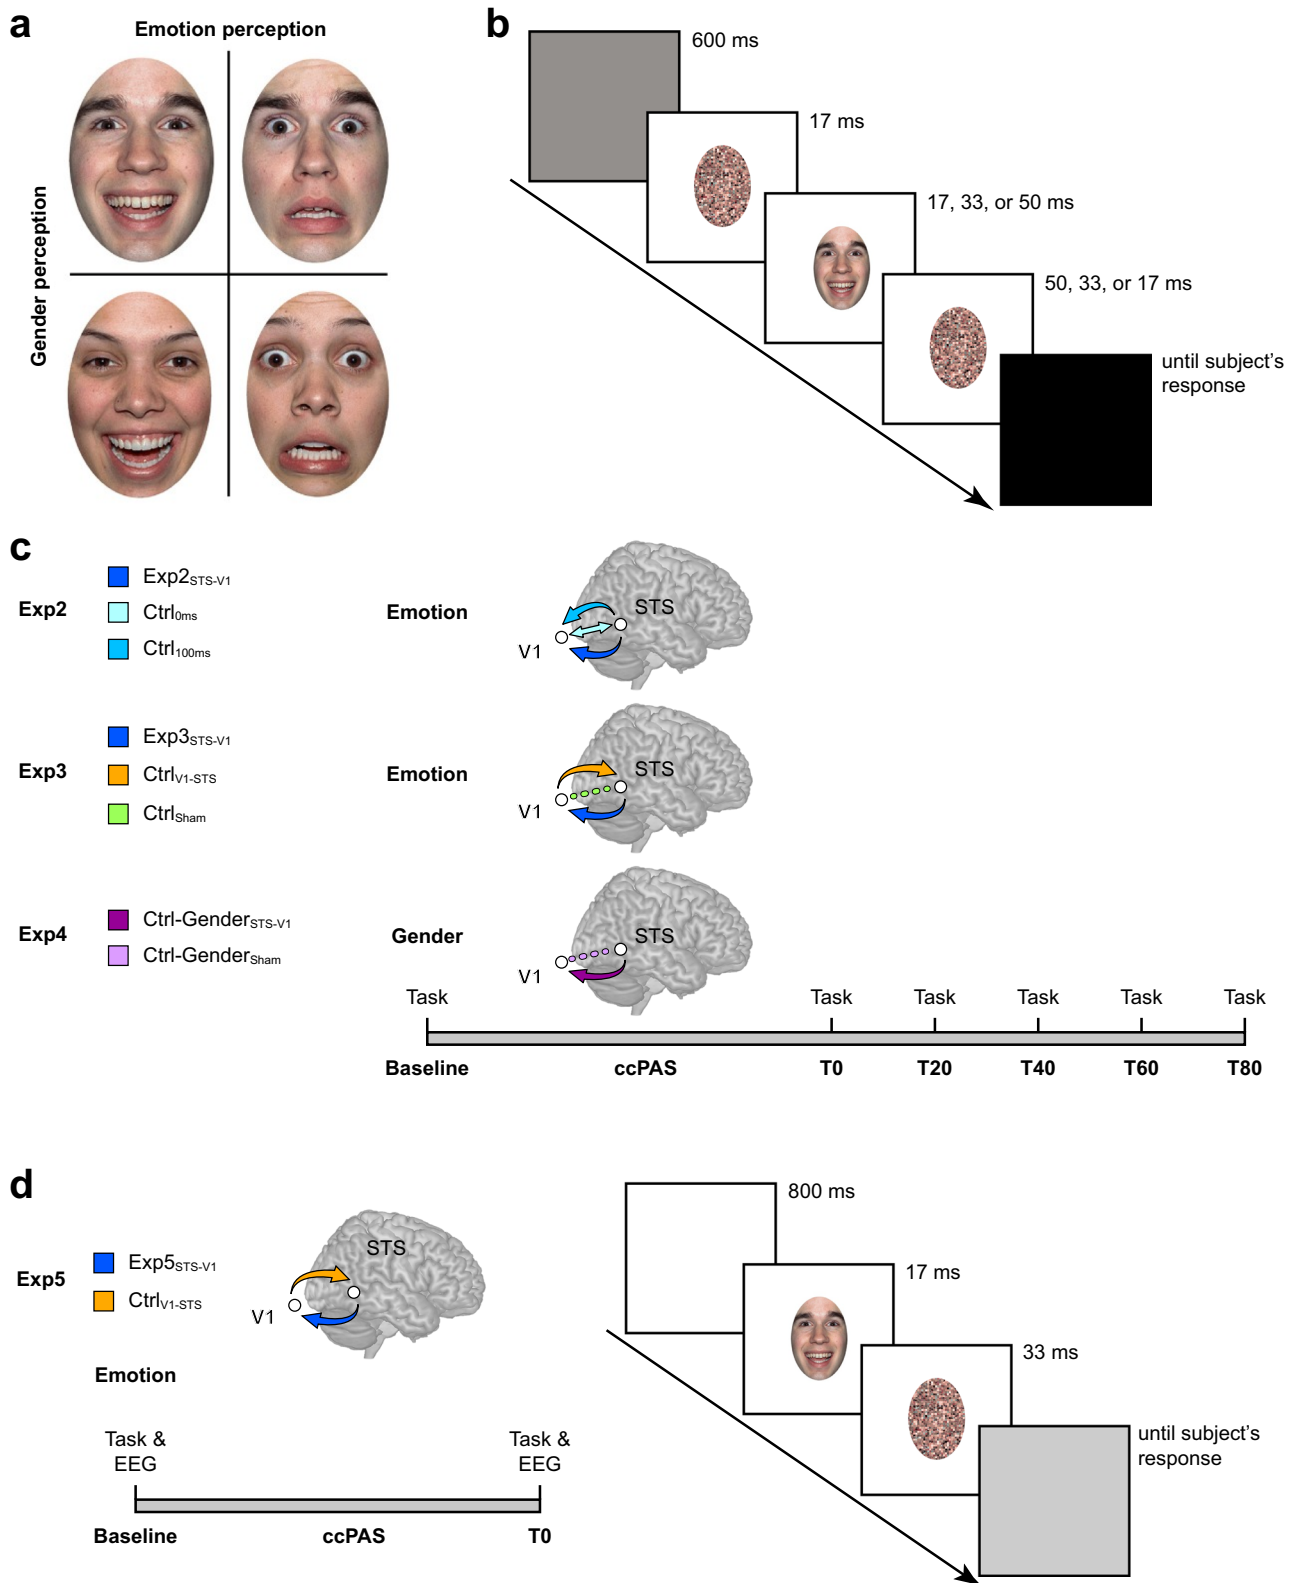 a
Emotion perception
Gender perception
b
600 ms
17 ms
17, 33, or 50 ms
50, 33, or 17 ms
until subject's
response
c
Exp2
Exp2STS-V1
Ctrl0ms
Ctrl100ms
Emotion
STS
V1
Exp3
Exp3STS-V1
CtrlV1-STS
CtrlSham
Emotion
STS
V1
Exp4
Ctrl-GenderSTS-V1
Ctrl-GenderSham
Gender
STS
V1
Task Task Task Task Task Task
Baseline ccPAS T0 T20 T40 T60 T80
d
Exp5
Exp5STS-V1
CtrlV1-STS
STS
V1
Emotion
Task &
EEG
Task &
EEG
Baseline ccPAS T0
800 ms
17 ms
33 ms
until subject's
response